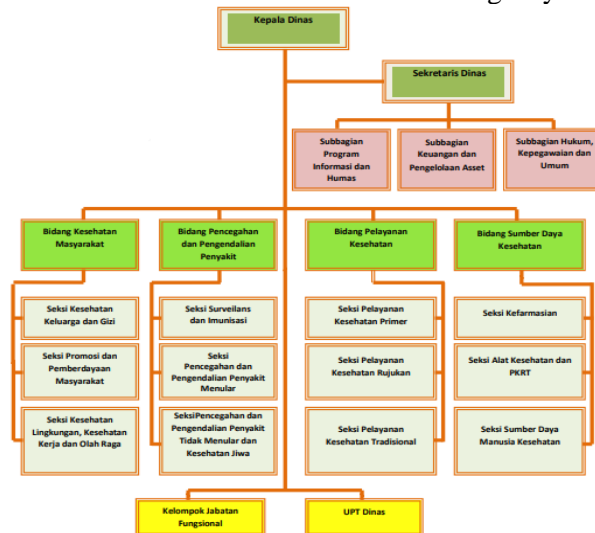 Kepala Dinas
Sekretaris Dinas
Subbagian
Program
Informasi dan
Humas
Subbagian
Keuangan dan
Pengelolaan Asset
Subbagian Hukum,
Kepegawaian dan
Umum
Bidang Kesehatan
Masyarakat
Bidang Pencegahan
dan Pengendalian
Penyakit
Bidang Pelayanan
Kesehatan
Bidang Sumber Daya
Kesehatan
Seksi Kesehatan
Keluarga dan Gizi
Seksi Surveilans
dan Imunisasi
Seksi Pelayanan
Kesehatan Primer
Seksi Kefarmasian
Seksi Promosi dan
Pemberdayaan
Masyarakat
Seksi
Pencegahan dan
Pengendalian Penyakit
Menular
Seksi Pelayanan
Kesehatan Rujukan
Seksi Alat Kesehatan dan
PKRT
Seksi Kesehatan
Lingkungan, Kesehatan
Kerja dan Olah Raga
SeksiPencegahan dan
Pengendalian Penyakit
Tidak Menular dan
Kesehatan Jiwa
Seksi Pelayanan
Kesehatan Tradisional
Seksi Sumber Daya
Manusia Kesehatan
Kelompok Jabatan
Fungsional
UPT Dinas